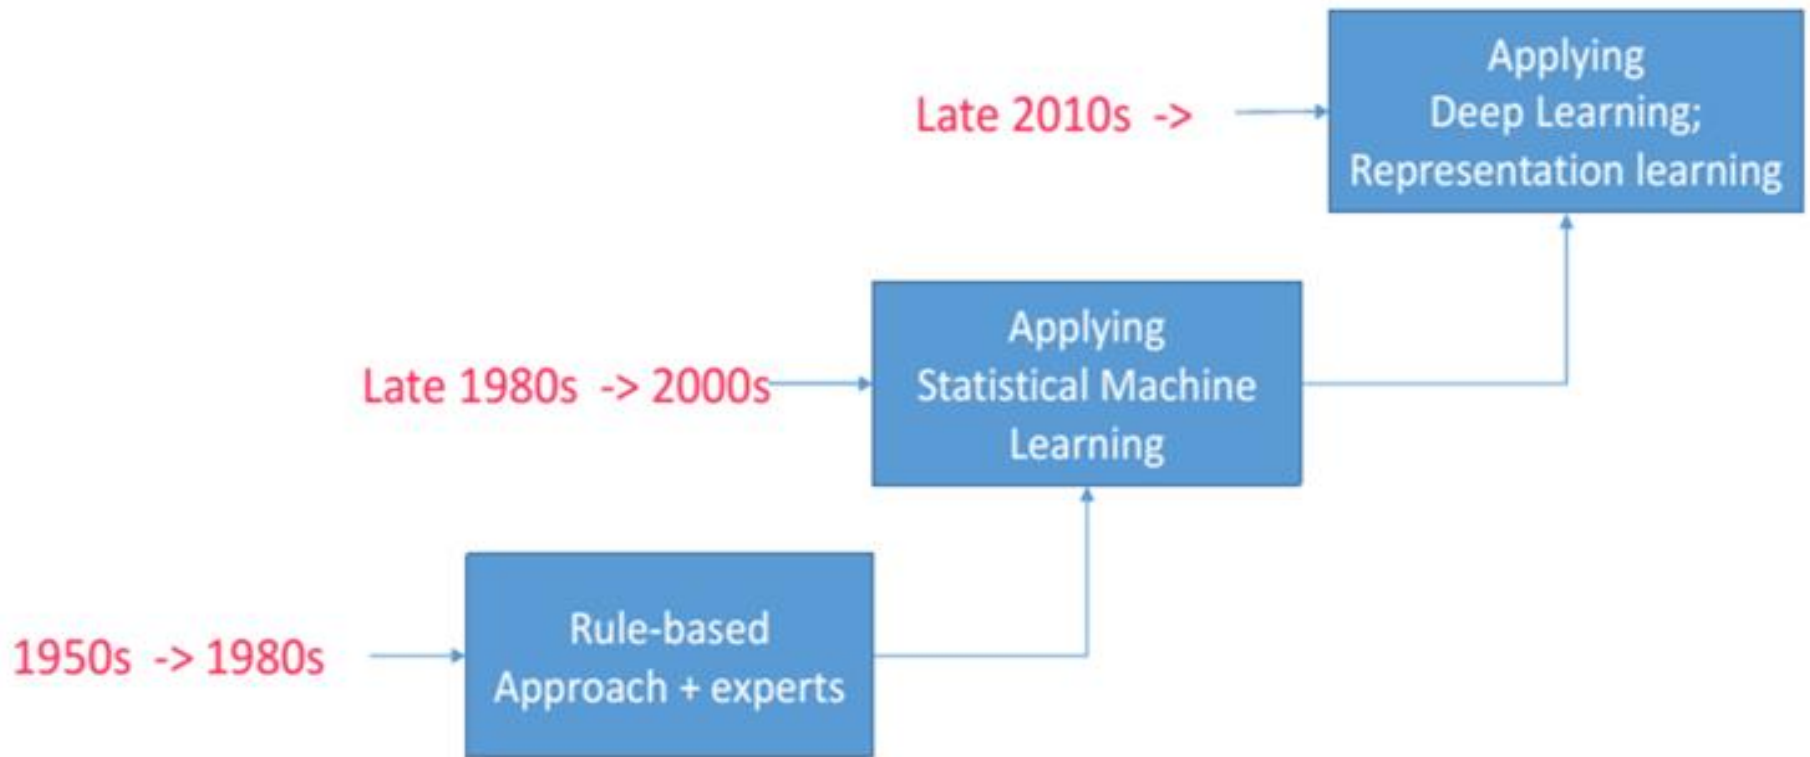 Late 2010s ->
Applying
Deep Learning;
Representation learning
Late 1980s -> 2000s
Applying
Statistical Machine
Learning
1950s -> 1980s
Rule-based
Approach + experts